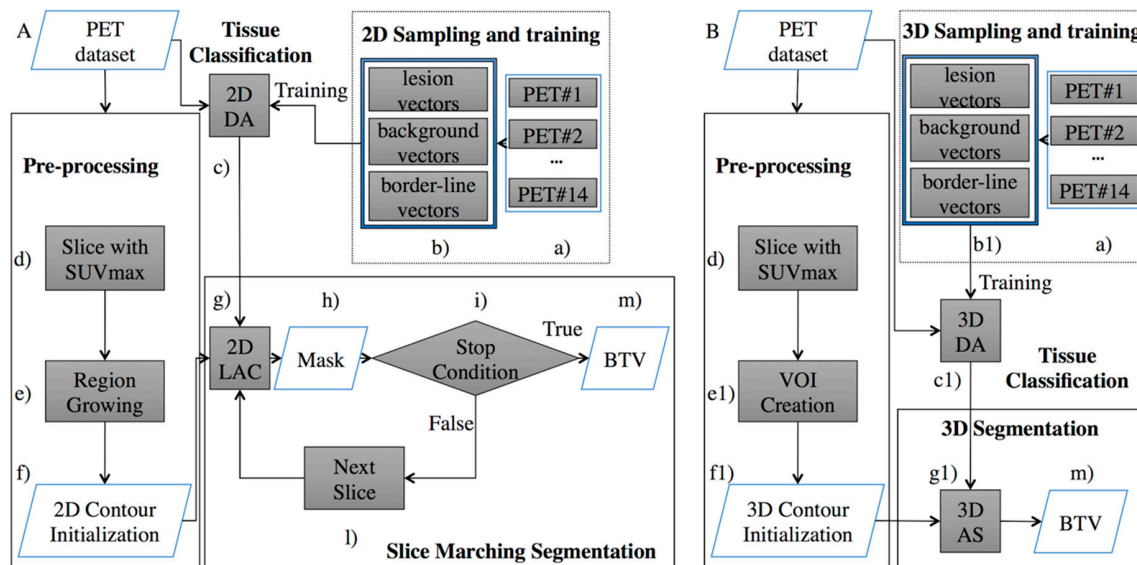 A
PET
dataset
Tissue
Classification
2D Sampling and training
2D
DA
Training
lesion
vectors
background
vectors
border-line
vectors
PET#1
PET#2
...
PET#14
c)
b)
a)
Pre-processing
d)
Slice with
SUVmax
e)
Region
Growing
f)
2D Contour
Initialization
g)
h)
i)
m)
2D
LAC
Mask
Stop
Condition
True
BTV
False
Next
Slice
l)
Slice Marching Segmentation
B
PET
dataset
3D Sampling and training
lesion
vectors
background
vectors
border-line
vectors
PET#1
PET#2
...
PET#14
b1)
a)
Pre-processing
d)
Slice with
SUVmax
Training
3D
DA
Tissue
Classification
c1)
e1)
VOI
Creation
f1)
3D Contour
Initialization
3D Segmentation
g1)
m)
3D
AS
BTV